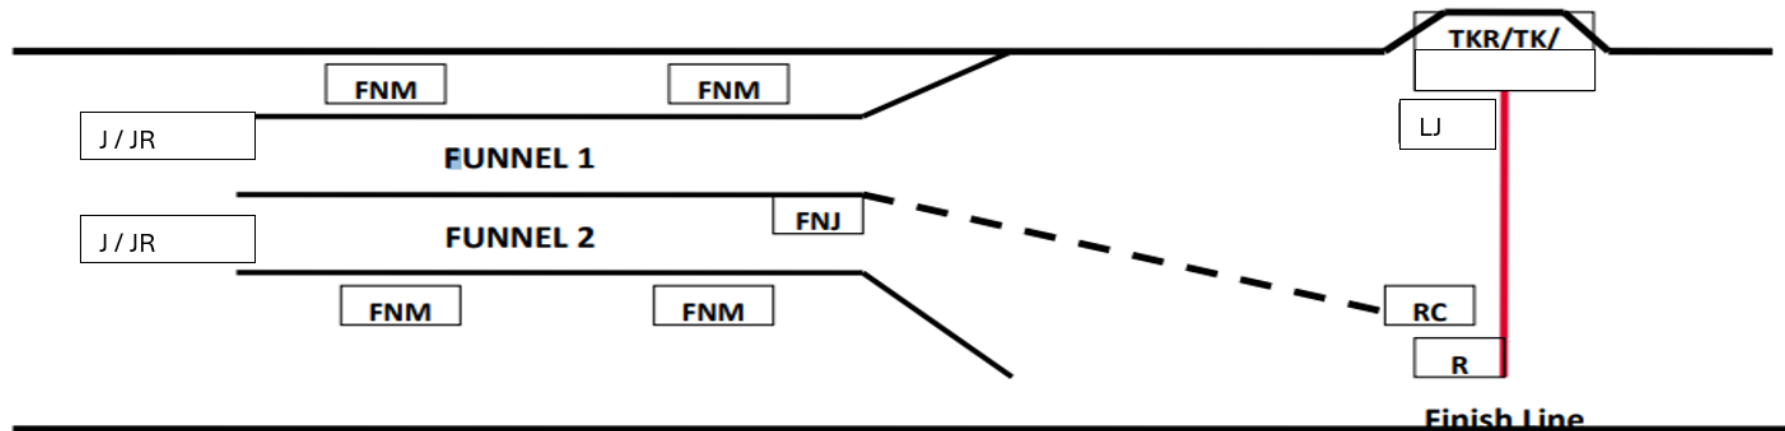 TKR/TK/
FNM
FNM
LJ
J / JR
FUNNEL 1
FNJ
J / JR
FUNNEL 2
FNM
FNM
RC
R
Finish Line